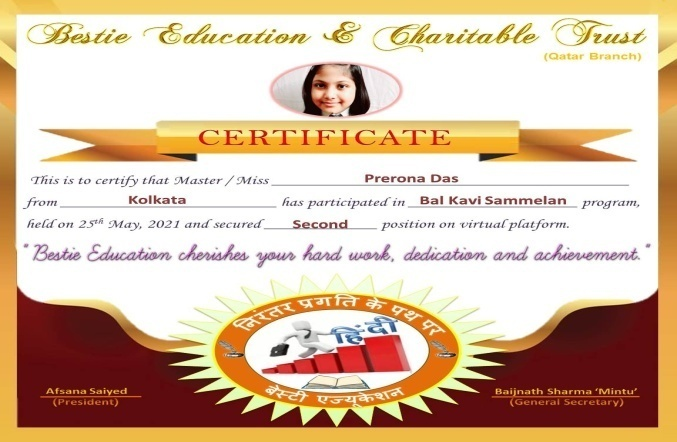 Bestie Education & Charitable Trust
(Qatar Branch)
CERTIFICATE
This is to certify that Master / Miss Prerona Das
from Kolkata has participated in Bal Kavi Sammelan program,
held on 25th May, 2021 and secured Second position on virtual platform.
"Bestie Education cherishes your hard work, dedication and achievement."
निरंतर प्रगति के पथ पर
हिंदी
बेस्टी एज्यूकेशन
Afsana Saiyed
(President)
Baijnath Sharma 'Mintu'
(General Secretary)